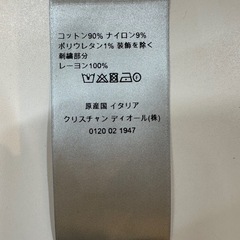 コットン90% ナイロン9%
ポリウレタン1% 装飾を除く
刺繍部分
レーヨン100%
原産国 イタリア
クリスチャン ディオール(株)
0120 02 1947